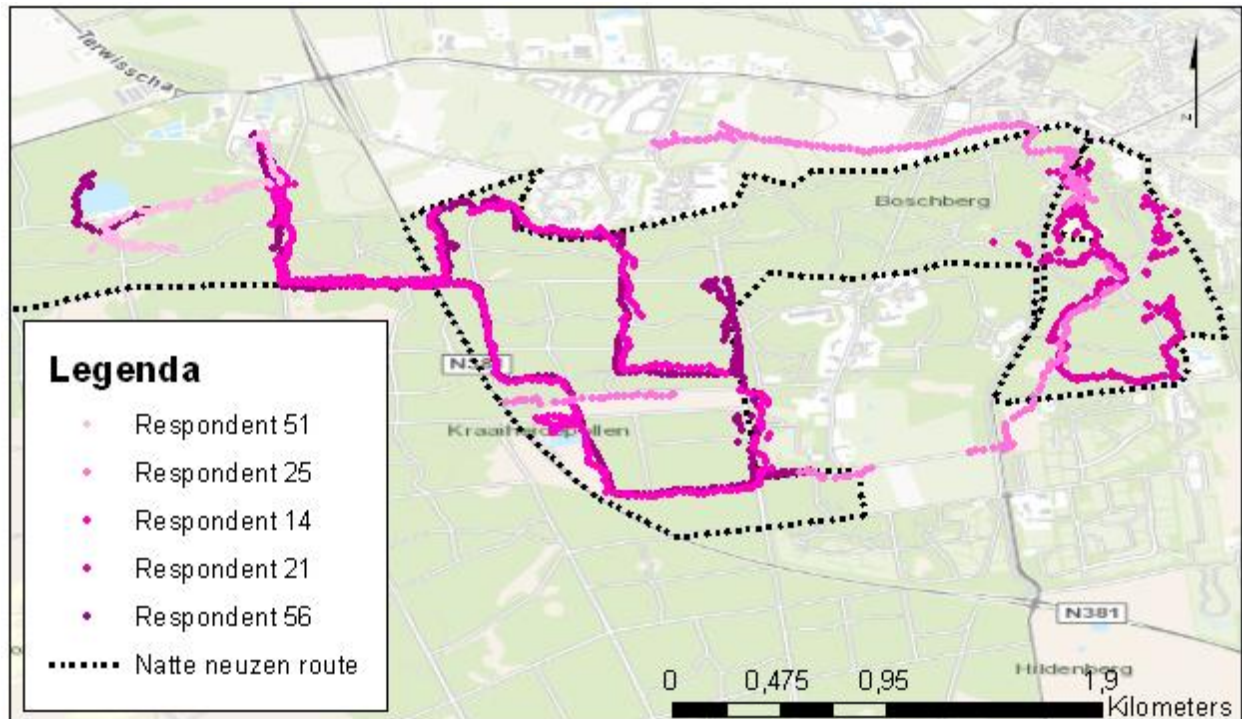 Terwisscha
Z
Boschberg
N381
Kraaiheidepollen
Legenda
Respondent 51
Respondent 25
Respondent 14
Respondent 21
Respondent 56
Natte neuzen route
N381
Hildenberg
0 0,475 0,95 1,9
Kilometers